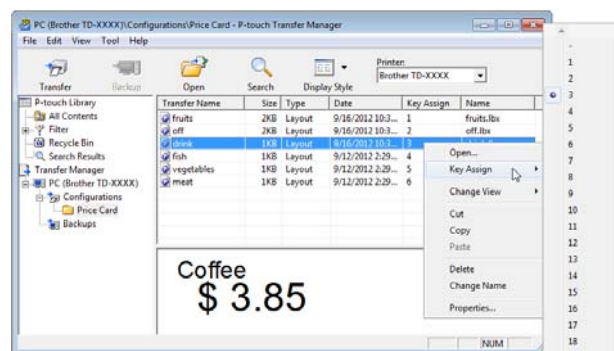 PC (Brother TD-XXXX)\Configurations\Price Card - P-touch Transfer Manager
File Edit View Tool Help
Transfer Backup Open Search Display Style
Printer:
Brother TD-XXXX
P-touch Library
All Contents
Filter
Recycle Bin
Search Results
Transfer Manager
PC (Brother TD-XXXX)
Configurations
Price Card
Backups
Transfer Name Size Type Date Key Assign Name
fruits 2KB Layout 9/16/2012 10:3... 1 fruits.lbx
off 2KB Layout 9/16/2012 10:3... 2 off.lbx
drink 1KB Layout 9/16/2012 10:3... 3
fish 1KB Layout 9/12/2012 2:29 ... 4
vegetables 1KB Layout 9/12/2012 2:29 ... 5
meat 1KB Layout 9/12/2012 2:29 ... 6
Open...
Key Assign
Change View
Cut
Copy
Paste
Delete
Change Name
Properties...
-
1
2
3
4
5
6
7
8
9
10
11
12
13
14
15
16
17
18
Coffee
$ 3.85
NUM